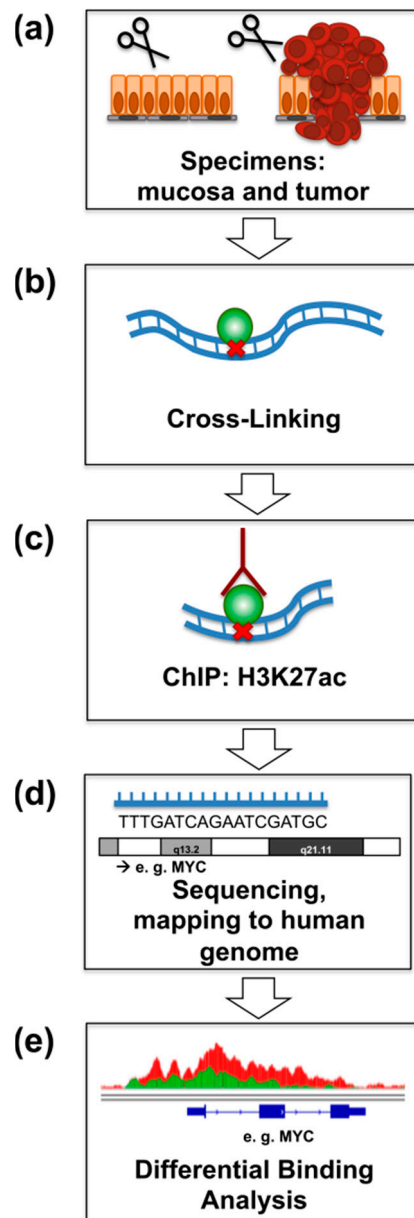 (a)
Specimens:
mucosa and tumor
(b)
Cross-Linking
(c)
ChIP: H3K27ac
(d)
TTTGATCAGAATCGATGC
q13.2 q21.11
→ e. g. MYC
Sequencing,
mapping to human
genome
(e)
e. g. MYC
Differential Binding
Analysis